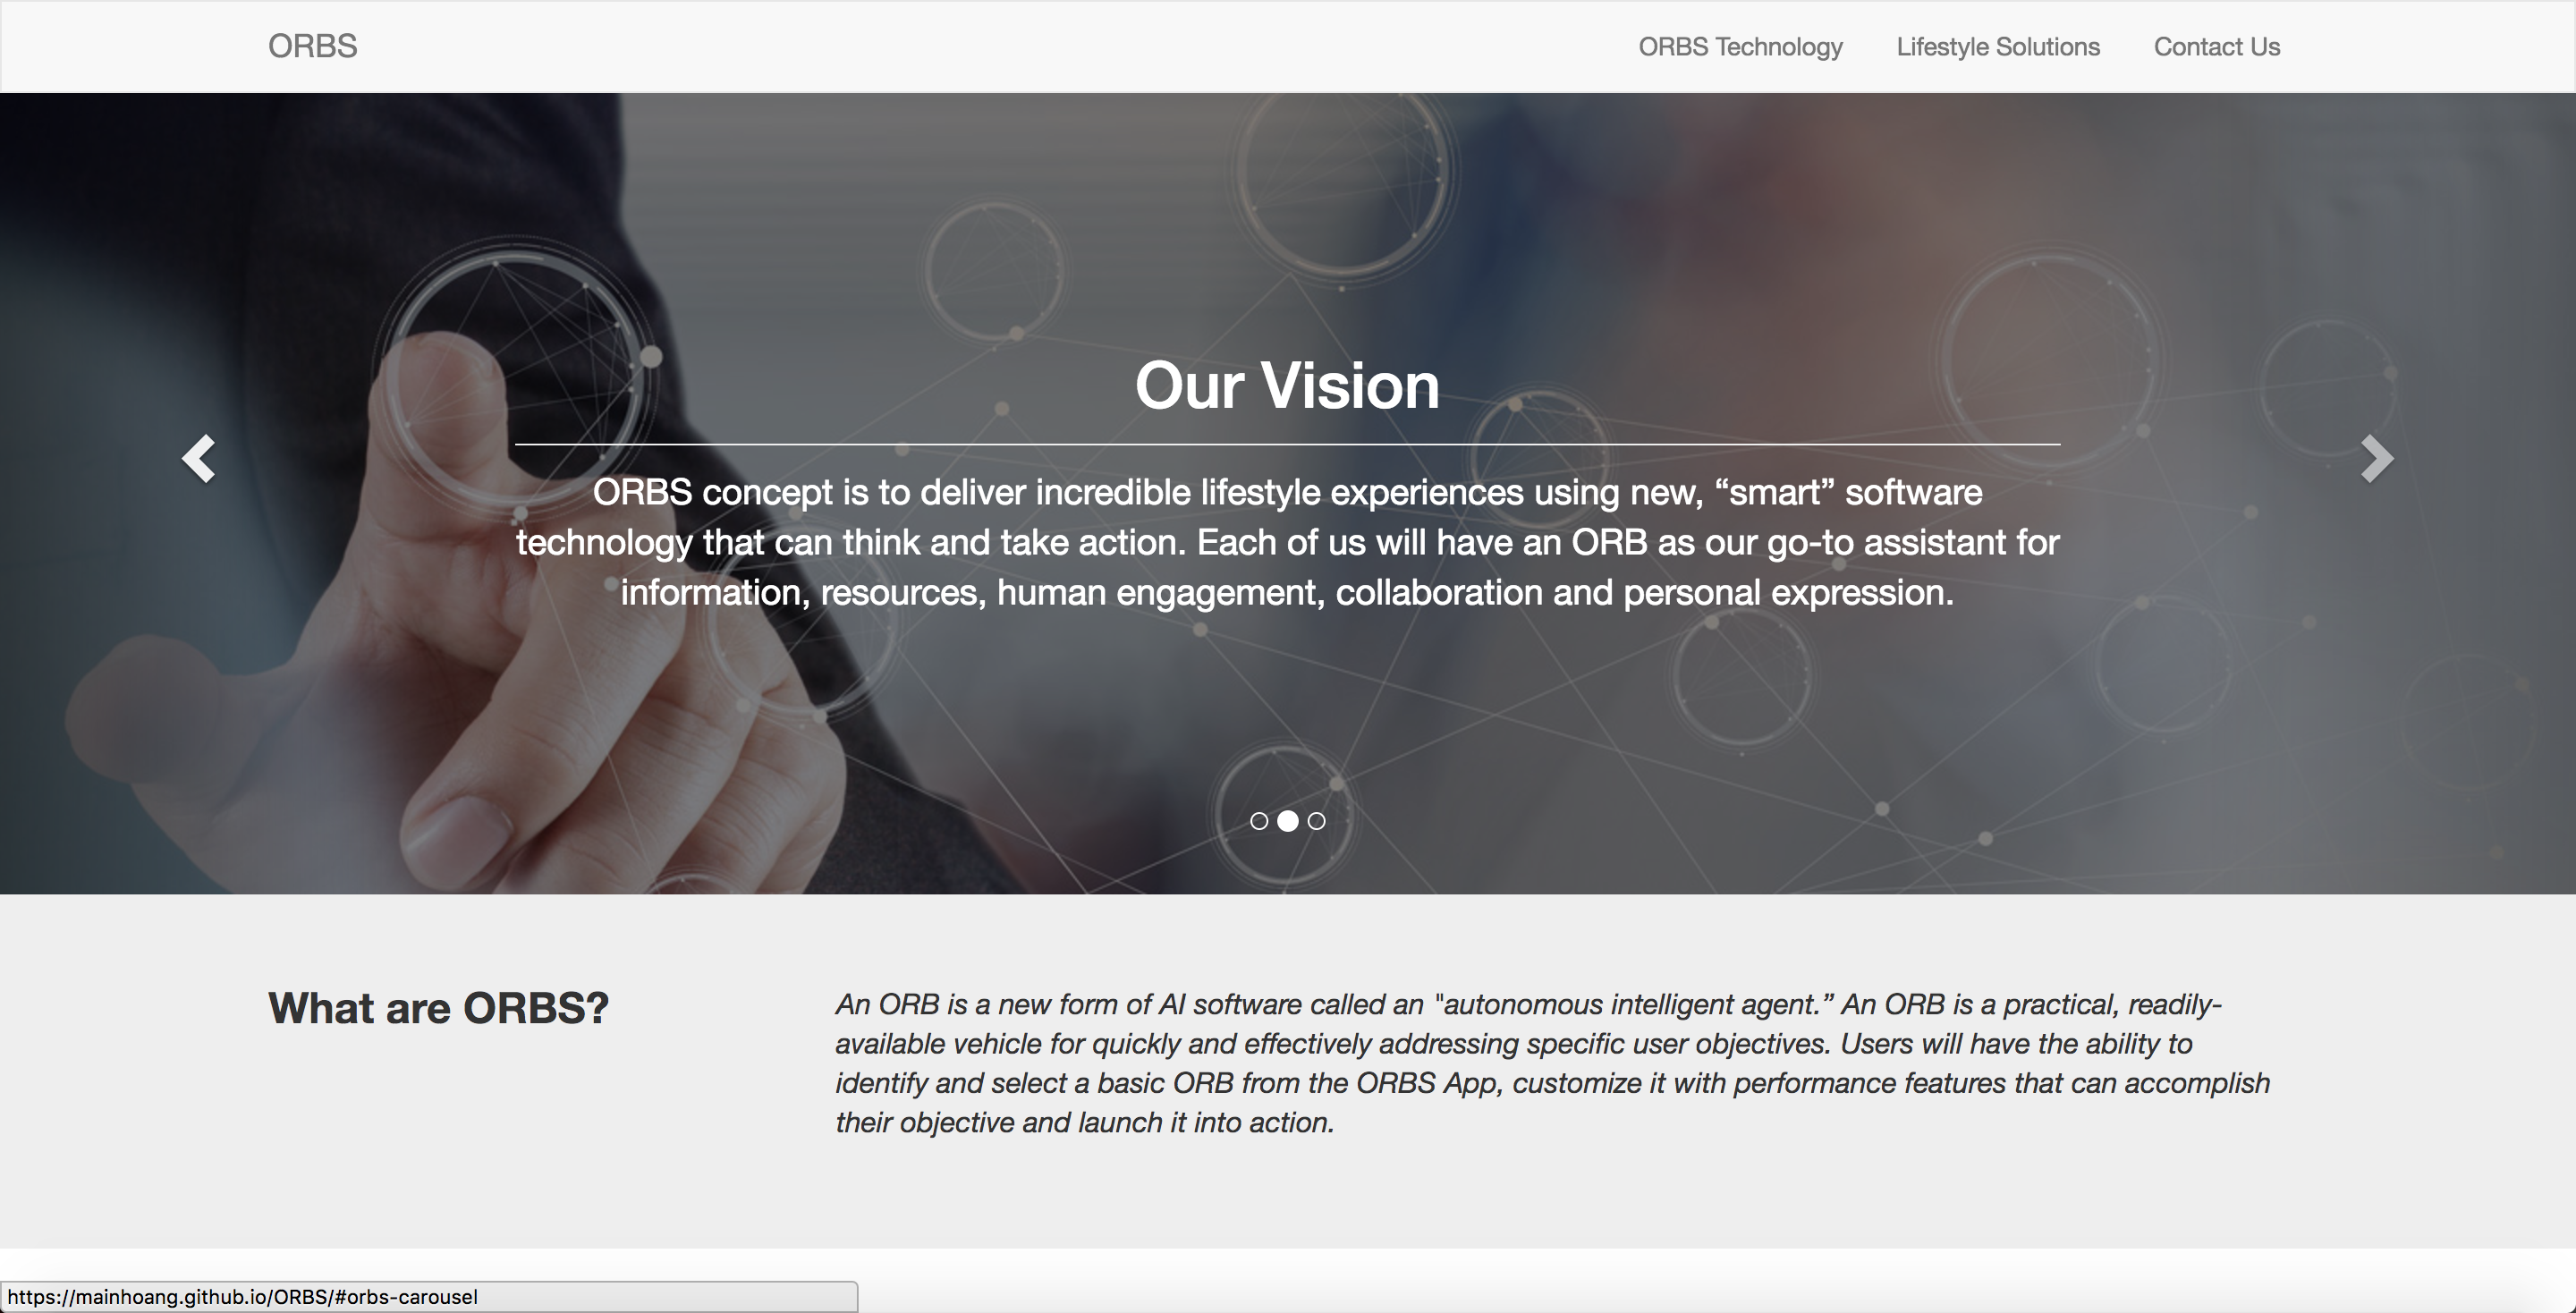 ORBS
ORBS Technology
Lifestyle Solutions
Contact Us
Our Vision
ORBS concept is to deliver incredible lifestyle experiences using new, “smart” software
technology that can think and take action. Each of us will have an ORB as our go-to assistant for
information, resources, human engagement, collaboration and personal expression.
What are ORBS?
An ORB is a new form of AI software called an "autonomous intelligent agent.” An ORB is a practical, readily-
available vehicle for quickly and effectively addressing specific user objectives. Users will have the ability to
identify and select a basic ORB from the ORBS App, customize it with performance features that can accomplish
their objective and launch it into action.
https://mainhoang.github.io/ORBS/#orbs-carousel